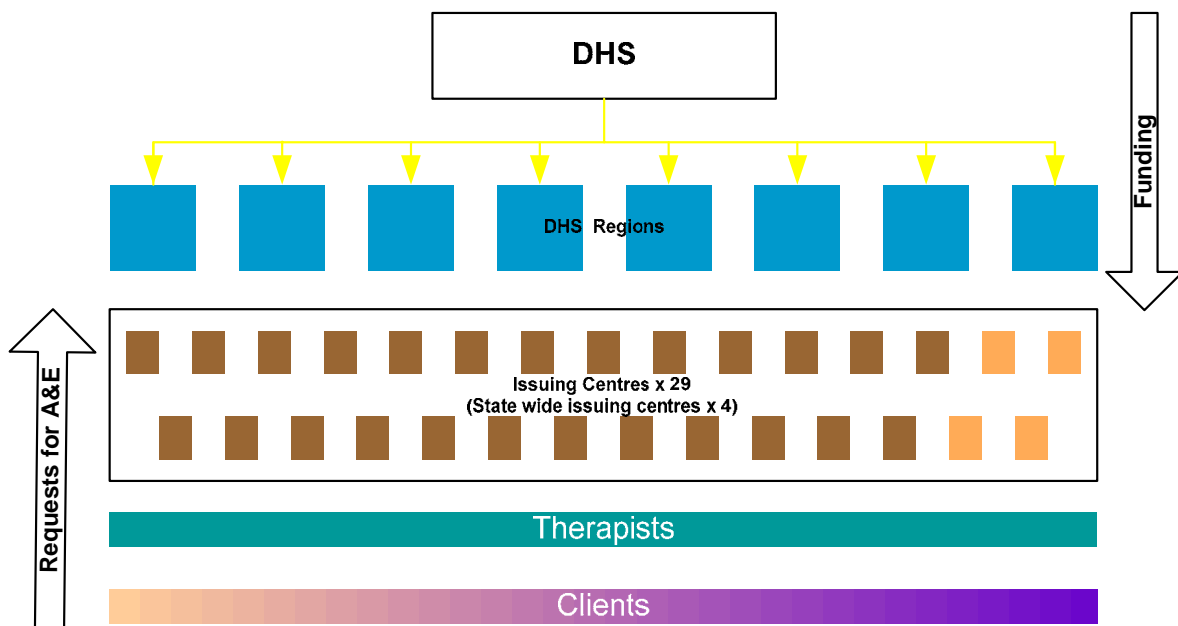 DHS
Funding
DHS Regions
Requests for A&E
Issuing Centres x 29
(State wide issuing centres x 4)
Therapists
Clients